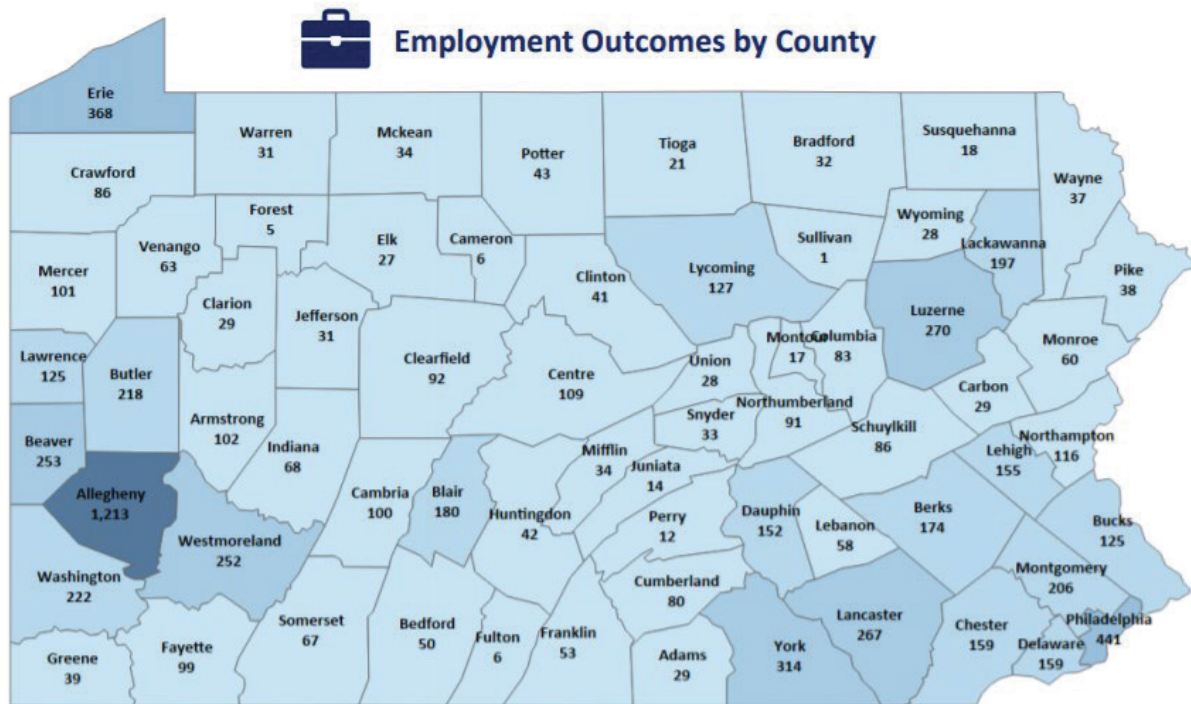 Employment Outcomes by County
Erie
368
Warren
31
Mckean
34
Potter
43
Tioga
21
Bradford
32
Susquehanna
18
Wayne
37
Crawford
86
Forest
5
Venango
63
Elk
27
Cameron
6
Clinton
41
Lycoming
127
Sullivan
1
Wyoming
28
Lackawanna
197
Pike
38
Mercer
101
Clarion
29
Jefferson
31
Clearfield
92
Centre
109
Union
28
Montour
17
Columbia
83
Luzerne
270
Monroe
60
Carbon
29
Lawrence
125
Butler
218
Armstrong
102
Indiana
68
Snyder
33
Northumberland
91
Schuylkill
86
Northampton
116
Lehigh
155
Beaver
253
Allegheny
1,213
Westmoreland
252
Cambria
100
Blair
180
Huntingdon
42
Mifflin
34
Juniata
14
Perry
12
Dauphin
152
Lebanon
58
Berks
174
Bucks
125
Montgomery
206
Washington
222
Cumberland
80
Lancaster
267
Chester
159
Delaware
159
Philadelphia
441
Greene
39
Fayette
99
Somerset
67
Bedford
50
Fulton
6
Franklin
53
Adams
29
York
314